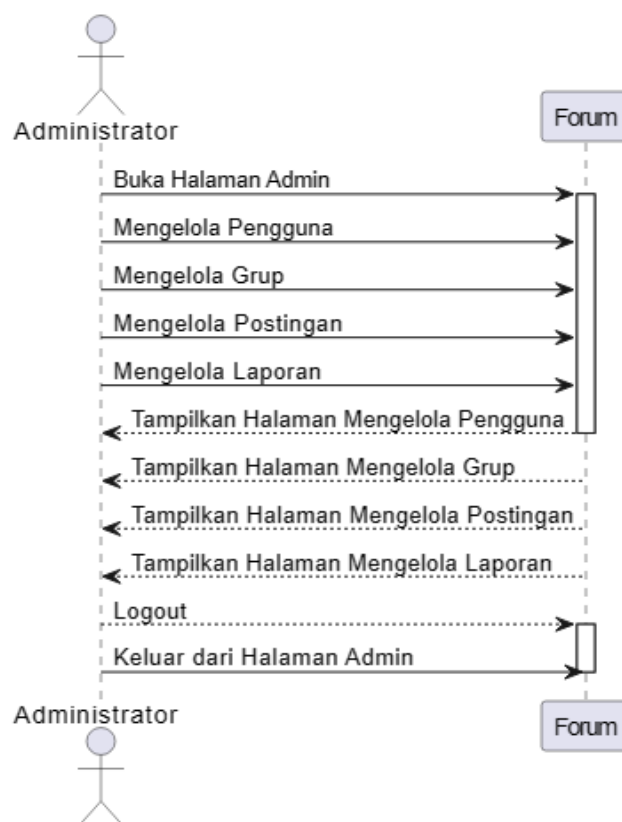 Administrator
Forum
Buka Halaman Admin
Mengelola Pengguna
Mengelola Grup
Mengelola Postingan
Mengelola Laporan
Tampilkan Halaman Mengelola Pengguna
Tampilkan Halaman Mengelola Grup
Tampilkan Halaman Mengelola Postingan
Tampilkan Halaman Mengelola Laporan
Logout
Keluar dari Halaman Admin
Administrator
Forum